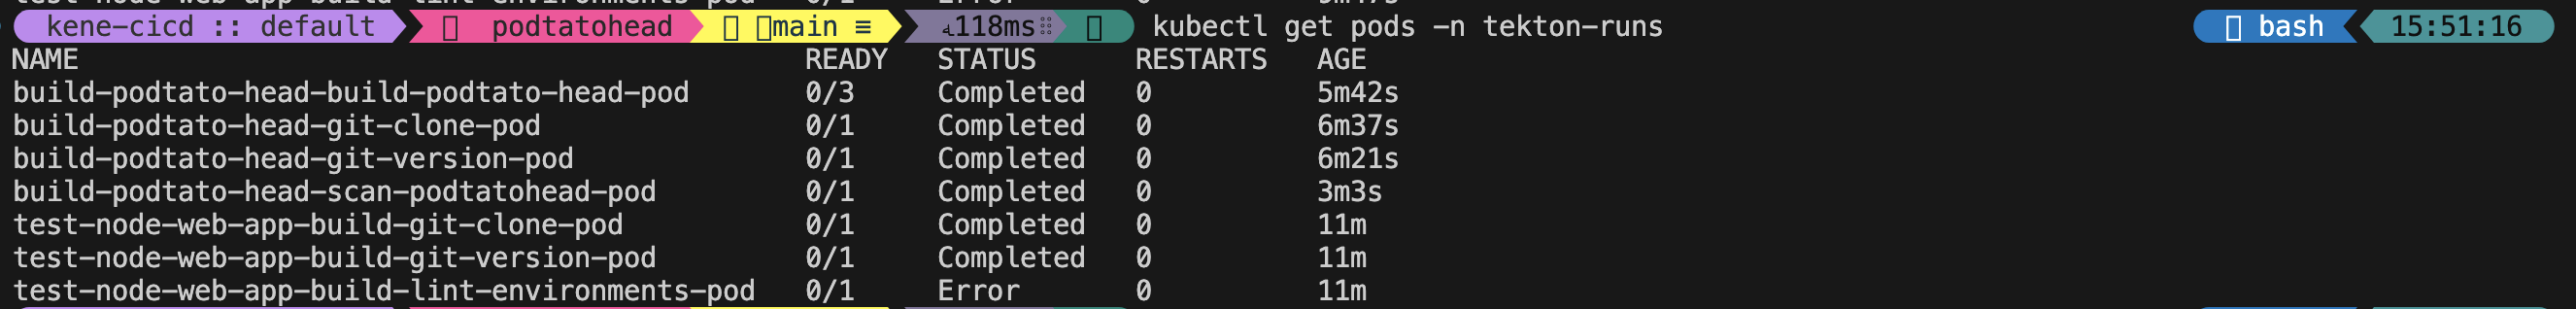 kene-cicd :: default podtatohead main ≡ 118ms kubectl get pods -n tekton-runs bash 15:51:16
NAME READY STATUS RESTARTS AGE
build-podtato-head-build-podtato-head-pod 0/3 Completed 0 5m42s
build-podtato-head-git-clone-pod 0/1 Completed 0 6m37s
build-podtato-head-git-version-pod 0/1 Completed 0 6m21s
build-podtato-head-scan-podtatohead-pod 0/1 Completed 0 3m3s
test-node-web-app-build-git-clone-pod 0/1 Completed 0 11m
test-node-web-app-build-git-version-pod 0/1 Completed 0 11m
test-node-web-app-build-lint-environments-pod 0/1 Error 0 11m